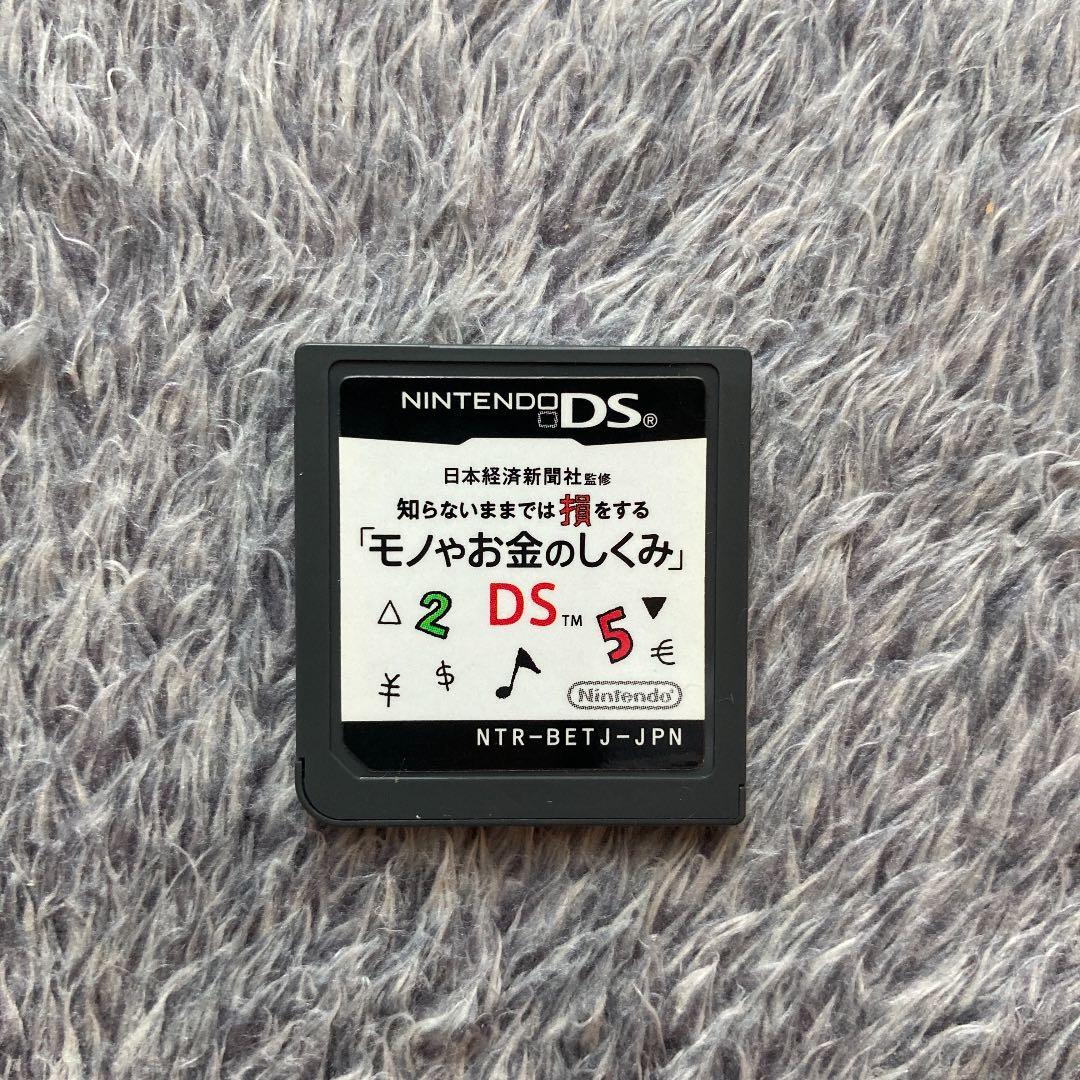 NINTENDO DS®
日本経済新聞社監修
知らないままでは損をする
「モノやお金のしくみ」
DS™
△ 2 5 ▼
¥ $ ♪ €
Nintendo®
NTR-BETJ-JPN